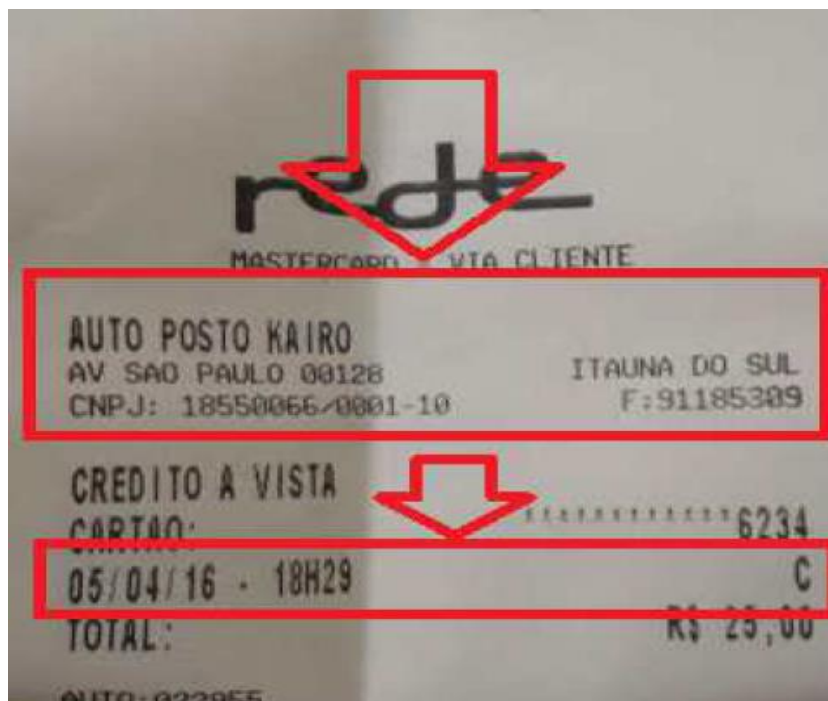 rede
MASTERCARD - VIA CLIENTE
AUTO POSTO KAIRO
AV SAO PAULO 00128 ITAUNA DO SUL
CNPJ: 18550066/0001-10 F:91185309
CREDITO A VISTA
CARTAO: ************6234
05/04/16 - 18H29 C
TOTAL: R$ 25,00